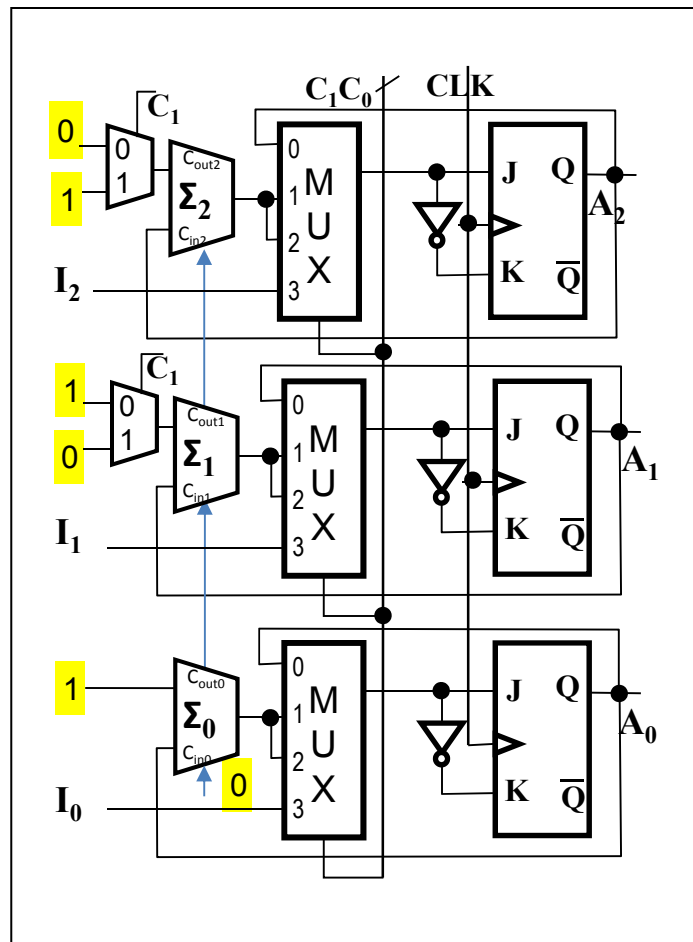 C₁C₀ CLK
0 C₁
0
1
1
Cout2
Σ₂
Cin2
0
1
2
3
M
U
X
J Q
K Q̅
A₂
I₂
1 C₁
0
1
0
Cout1
Σ₁
Cin1
0
1
2
3
M
U
X
J Q
K Q̅
A₁
I₁
1
Cout0
Σ₀
Cin0
0
0
1
2
3
M
U
X
J Q
K Q̅
A₀
I₀